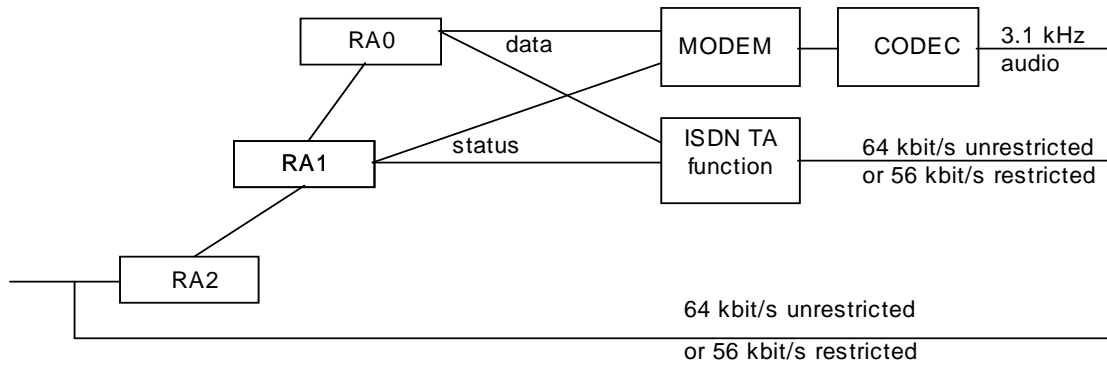 RA0
data
MODEM
CODEC
3.1 kHz
audio
RA1
status
ISDN TA
function
64 kbit/s unrestricted
or 56 kbit/s restricted
RA2
64 kbit/s unrestricted
or 56 kbit/s restricted